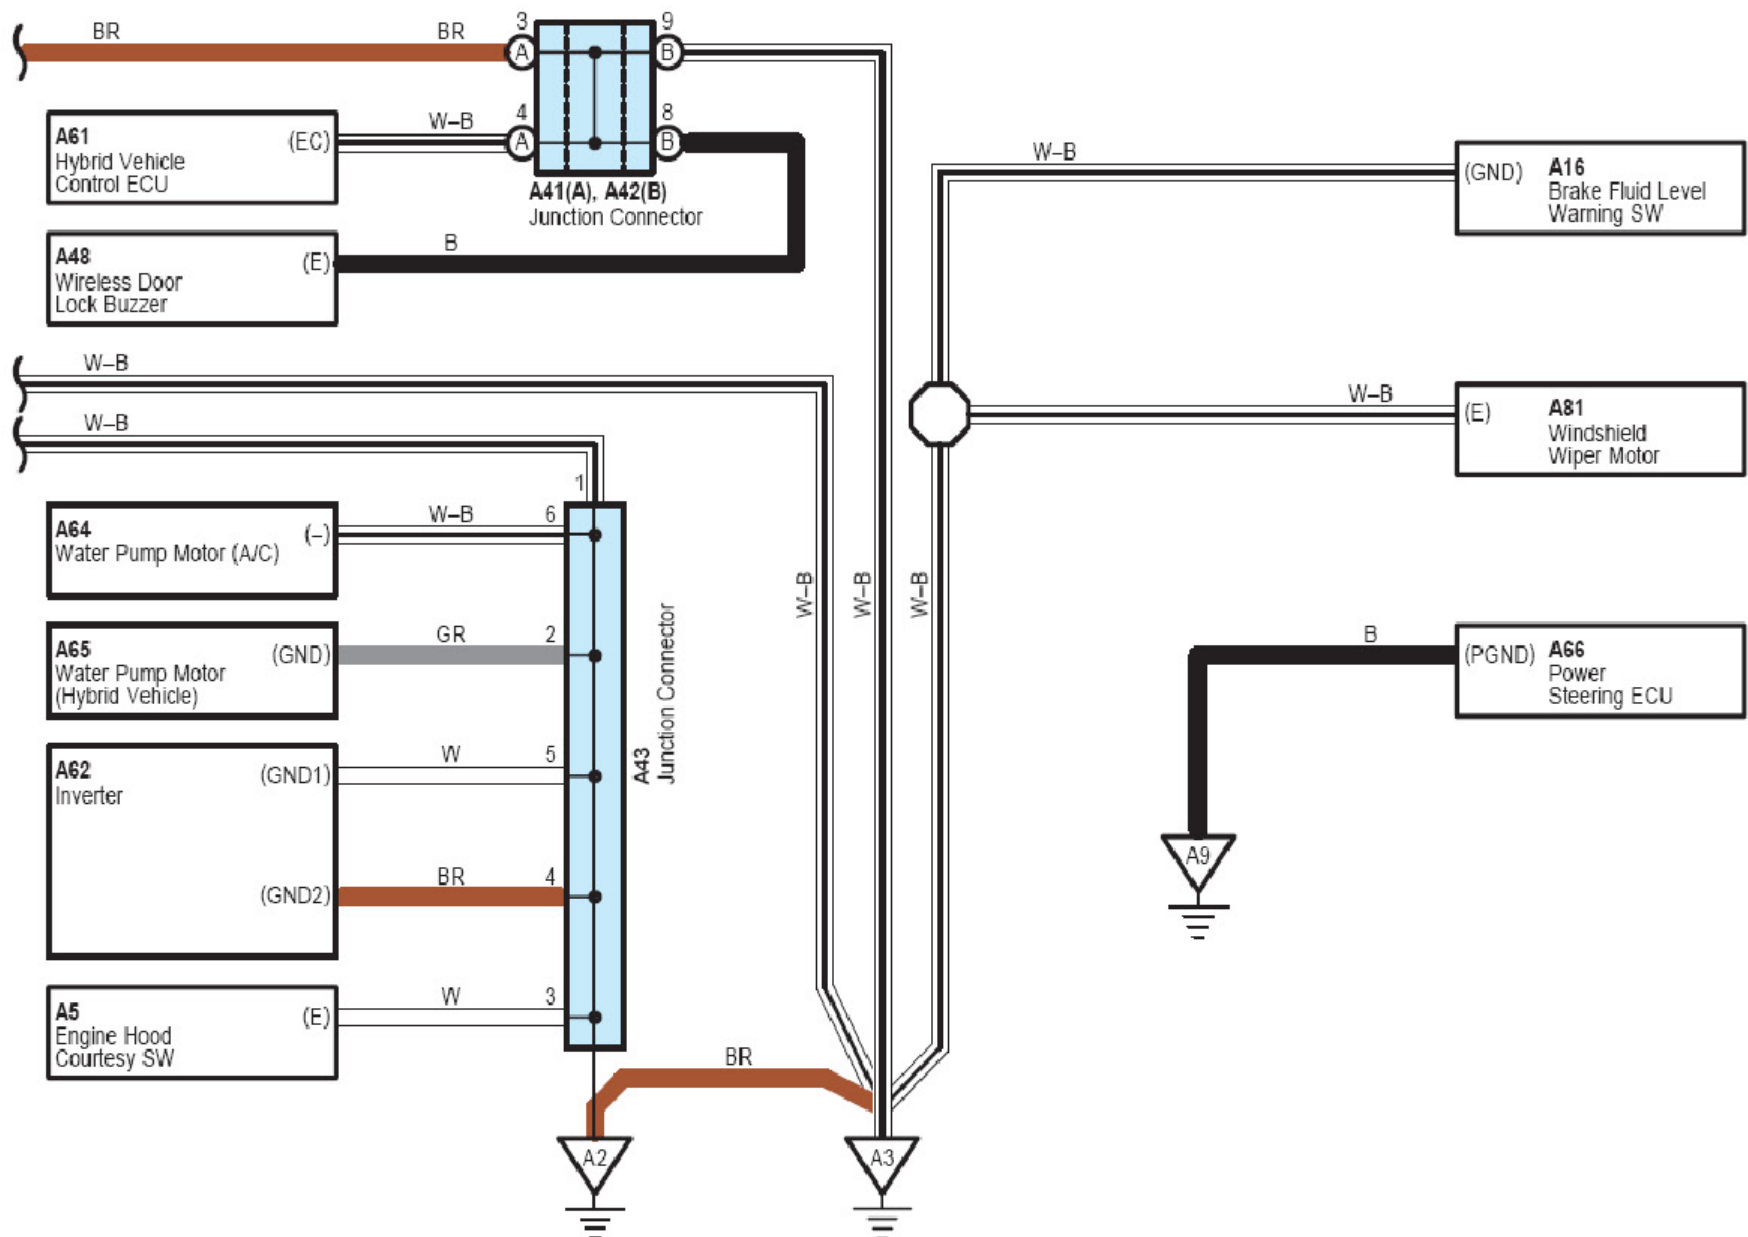 BR
BR
3
9
A
B
A61
Hybrid Vehicle
Control ECU
(EC)
W–B
4
8
A
B
A41(A), A42(B)
Junction Connector
A48
Wireless Door
Lock Buzzer
(E)
B
W–B
A16
Brake Fluid Level
Warning SW
(GND)
W–B
W–B
A81
Windshield
Wiper Motor
(E)
W–B
1
A64
Water Pump Motor (A/C)
(–)
W–B
6
A65
Water Pump Motor
(Hybrid Vehicle)
(GND)
GR
2
A62
Inverter
(GND1)
W
5
(GND2)
BR
4
A5
Engine Hood
Courtesy SW
(E)
W
3
A43
Junction Connector
W–B
W–B
W–B
B
(PGND)
A66
Power
Steering ECU
A9
BR
A2
A3